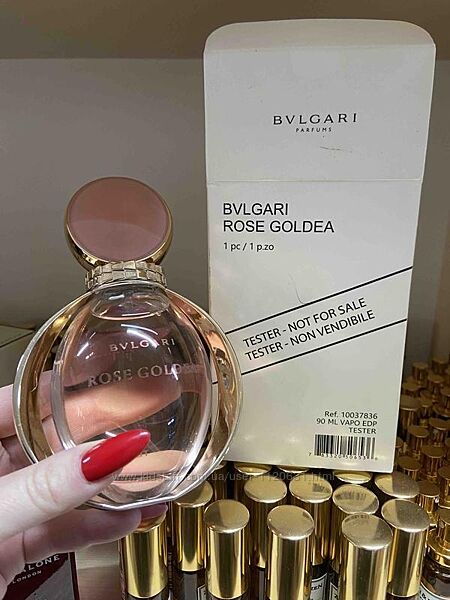 BVLGARI
PARFUMS
BVLGARI
ROSE GOLDEA
1 pc / 1 p.zo
TESTER - NOT FOR SALE
TESTER - NON VENDIBILE
Ref. 10037836
90 ML VAPO EDP
TESTER
BVLGARI
ROSE GOLDEA
LONDON